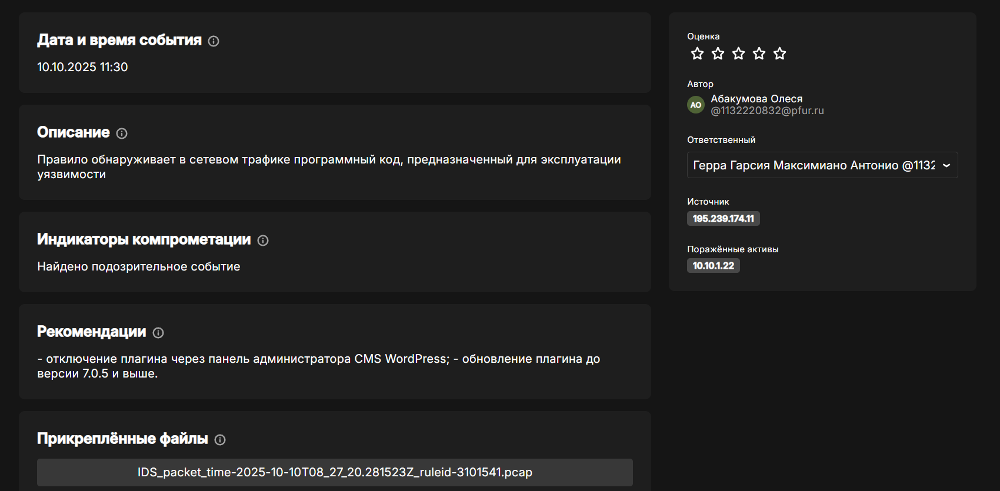 Дата и время события
10.10.2025 11:30
Описание
Правило обнаруживает в сетевом трафике программный код, предназначенный для эксплуатации
уязвимости
Индикаторы компрометации
Найдено подозрительное событие
Рекомендации
- отключение плагина через панель администратора CMS WordPress; - обновление плагина до
версии 7.0.5 и выше.
Прикреплённые файлы
IDS_packet_time-2025-10-10T08_27_20.281523Z_ruleid-3101541.pcap
Оценка
Автор
АО
Абакумова Олеся
@1132220832@pfur.ru
Ответственный
Герра Гарсия Максимиано Антонио @1132
Источник
195.239.174.11
Поражённые активы
10.10.1.22